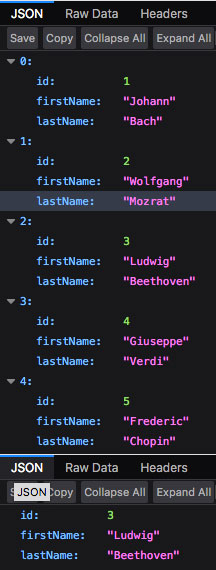 JSON Raw Data Headers
Save Copy Collapse All Expand All
0:
id: 1
firstName: "Johann"
lastName: "Bach"
1:
id: 2
firstName: "Wolfgang"
lastName: "Mozrat"
2:
id: 3
firstName: "Ludwig"
lastName: "Beethoven"
3:
id: 4
firstName: "Giuseppe"
lastName: "Verdi"
4:
id: 5
firstName: "Frederic"
lastName: "Chopin"
JSON Raw Data Headers
JSON Copy Collapse All Expand All
id: 3
firstName: "Ludwig"
lastName: "Beethoven"